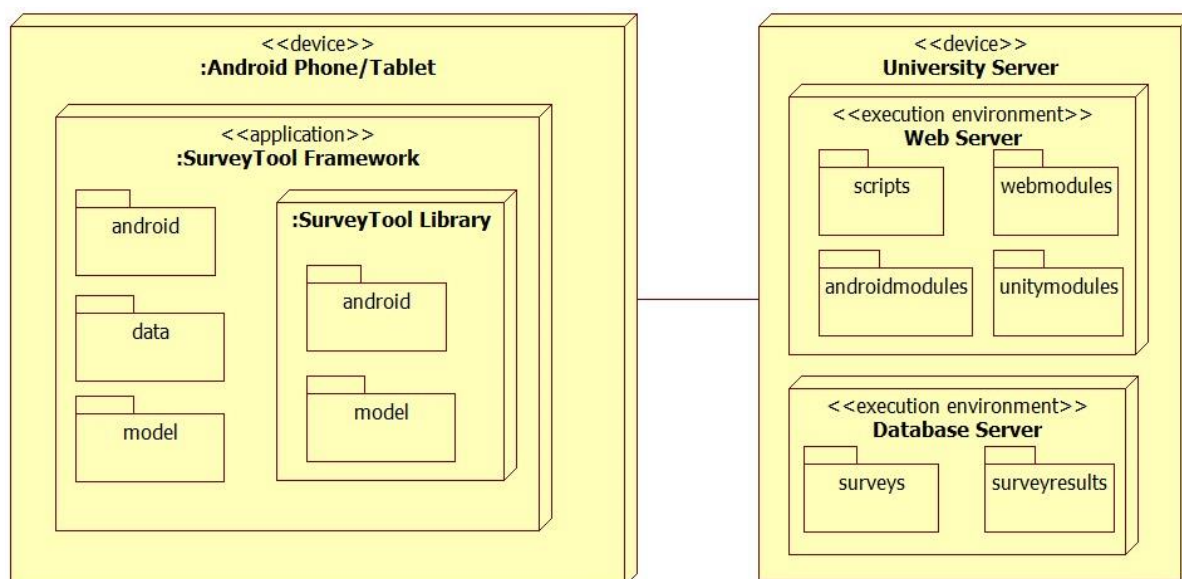 <<device>>
:Android Phone/Tablet
<<application>>
:SurveyTool Framework
android
data
model
:SurveyTool Library
android
model
<<device>>
University Server
<<execution environment>>
Web Server
scripts
webmodules
androidmodules
unitymodules
<<execution environment>>
Database Server
surveys
surveyresults